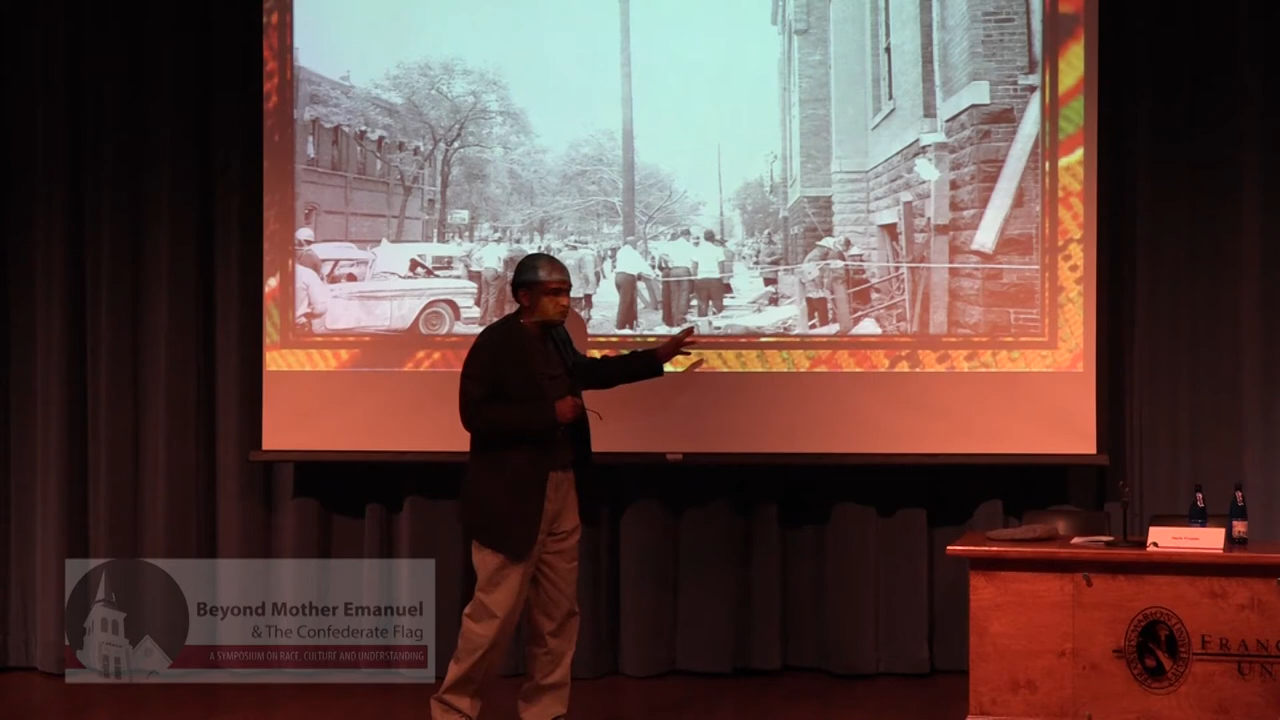 Beyond Mother Emanuel
& The Confederate Flag
A SYMPOSIUM ON RACE, CULTURE AND UNDERSTANDING
FRANC
UN